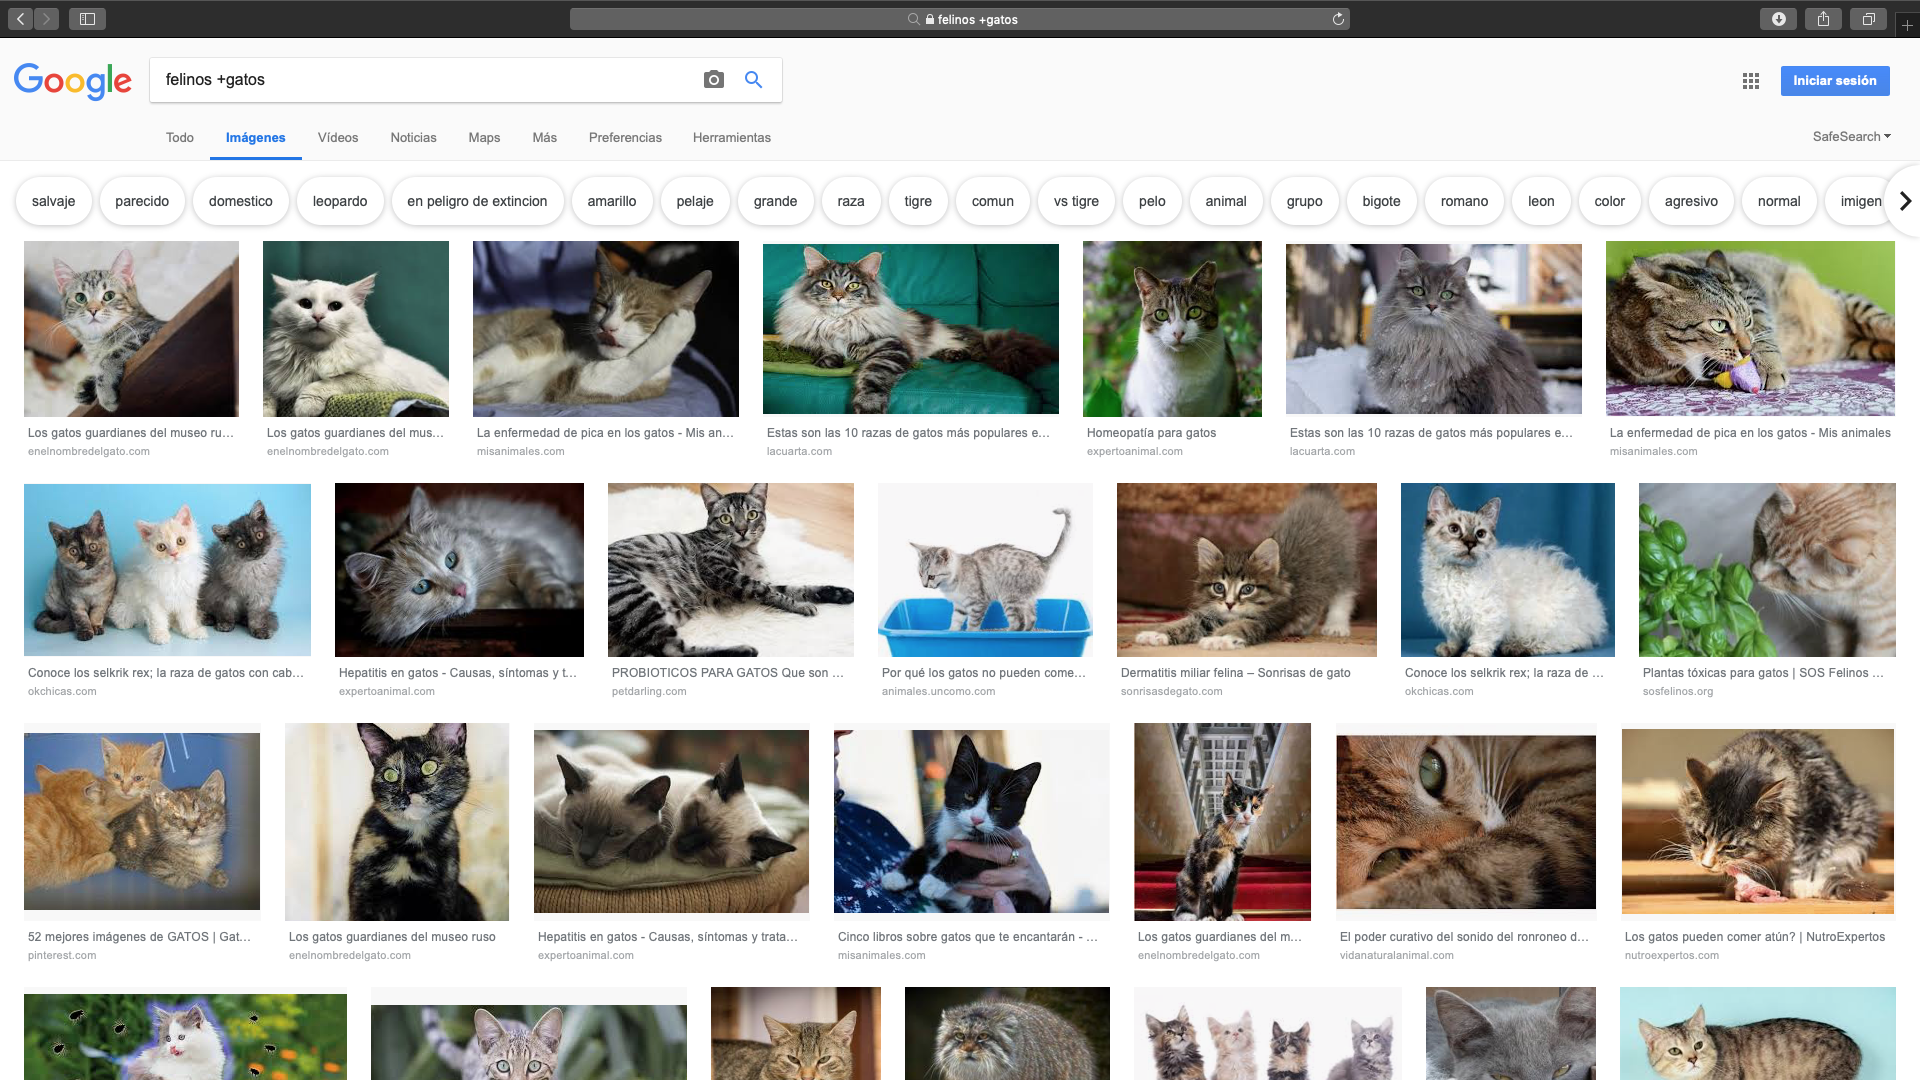 felinos +gatos
Google
felinos +gatos
Iniciar sesión
Todo
Imágenes
Vídeos
Noticias
Maps
Más
Preferencias
Herramientas
SafeSearch
salvaje
parecido
domestico
leopardo
en peligro de extincion
amarillo
pelaje
grande
raza
tigre
comun
vs tigre
pelo
animal
grupo
bigote
romano
leon
color
agresivo
normal
imigen
Los gatos guardianes del museo ru...
enelnombredelgato.com
Los gatos guardianes del mus...
enelnombredelgato.com
La enfermedad de pica en los gatos - Mis an...
misanimales.com
Estas son las 10 razas de gatos más populares e...
lacuarta.com
Homeopatía para gatos
expertoanimal.com
Estas son las 10 razas de gatos más populares e...
lacuarta.com
La enfermedad de pica en los gatos - Mis animales
misanimales.com
Conoce los selkrik rex; la raza de gatos con cab...
okchicas.com
Hepatitis en gatos - Causas, síntomas y t...
expertoanimal.com
PROBIOTICOS PARA GATOS Que son ...
petdarling.com
Por qué los gatos no pueden come...
animales.uncomo.com
Dermatitis miliar felina – Sonrisas de gato
sonrisasdegato.com
Conoce los selkrik rex; la raza de ...
okchicas.com
Plantas tóxicas para gatos | SOS Felinos ...
sosfelinos.org
52 mejores imágenes de GATOS | Gat...
pinterest.com
Los gatos guardianes del museo ruso
enelnombredelgato.com
Hepatitis en gatos - Causas, síntomas y trata...
expertoanimal.com
Cinco libros sobre gatos que te encantarán - ...
misanimales.com
Los gatos guardianes del m...
enelnombredelgato.com
El poder curativo del sonido del ronroneo d...
vidanaturalanimal.com
Los gatos pueden comer atún? | NutroExpertos
nutroexpertos.com